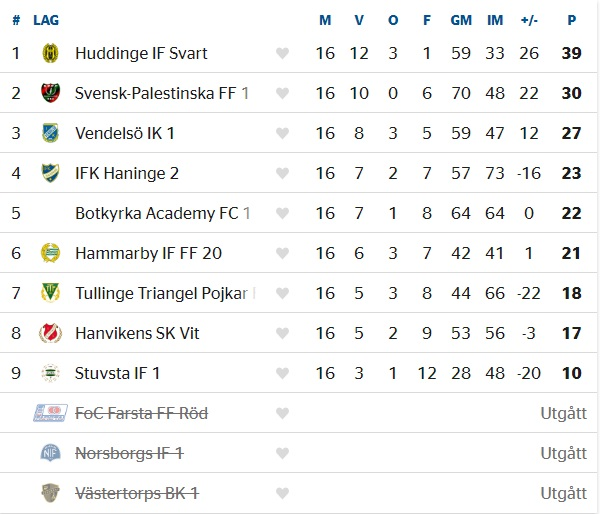 # LAG M V O F GM IM +/- P
1 Huddinge IF Svart 16 12 3 1 59 33 26 39
2 Svensk-Palestinska FF 1 16 10 0 6 70 48 22 30
3 Vendelsö IK 1 16 8 3 5 59 47 12 27
4 IFK Haninge 2 16 7 2 7 57 73 -16 23
5 Botkyrka Academy FC 1 16 7 1 8 64 64 0 22
6 Hammarby IF FF 20 16 6 3 7 42 41 1 21
7 Tullinge Triangel Pojkar 16 5 3 8 44 66 -22 18
8 Hanvikens SK Vit 16 5 2 9 53 56 -3 17
9 Stuvsta IF 1 16 3 1 12 28 48 -20 10
FoC Farsta FF Röd Utgått
Norsborgs IF 1 Utgått
Västertorps BK 1 Utgått